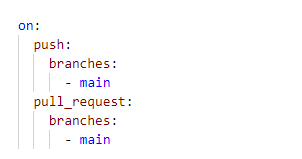 on:
  push:
    branches:
      - main
  pull_request:
    branches:
      - main